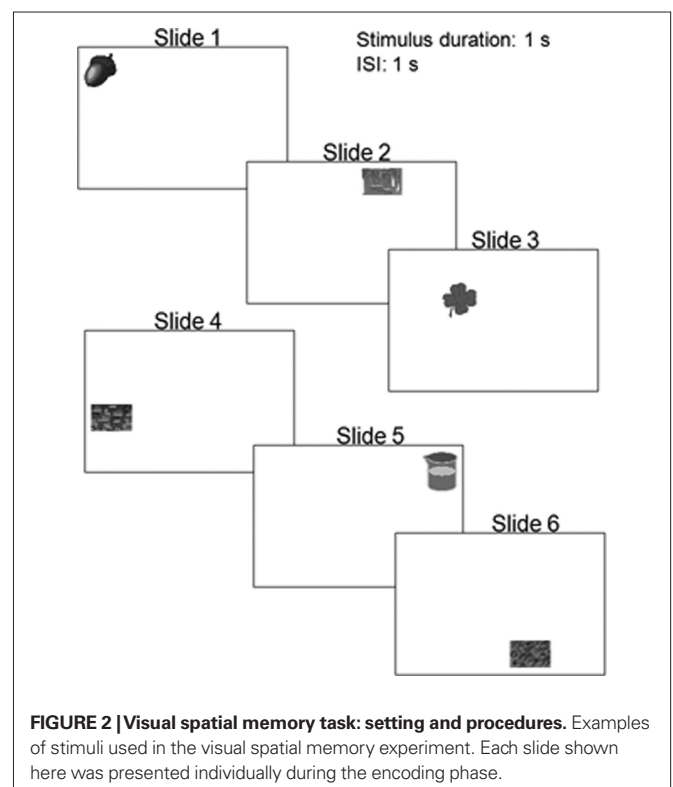 Slide 1
Stimulus duration: 1 s
ISI: 1 s
Slide 2
Slide 3
Slide 4
Slide 5
Slide 6
FIGURE 2 | Visual spatial memory task: setting and procedures. Examples
of stimuli used in the visual spatial memory experiment. Each slide shown
here was presented individually during the encoding phase.